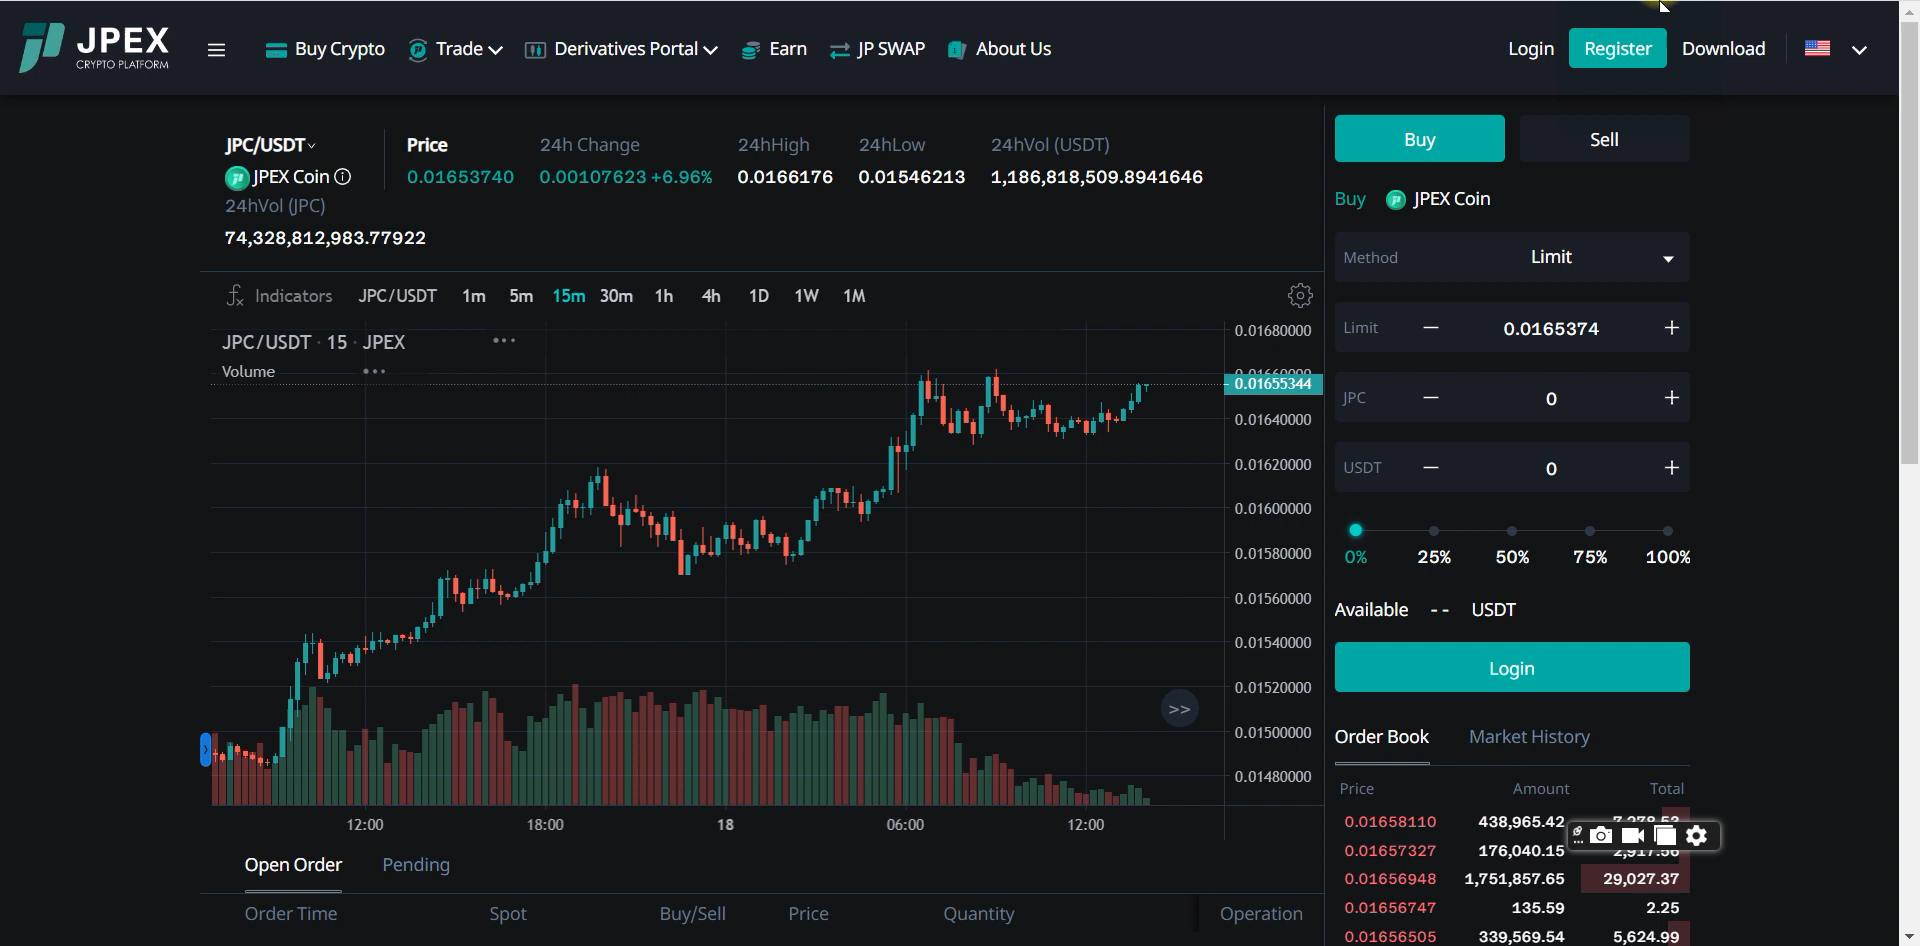 JPEX
CRYPTO PLATFORM
Buy Crypto
Trade
Derivatives Portal
Earn
JP SWAP
About Us
Login
Register
Download
JPC/USDT
Price
24h Change
24hHigh
24hLow
24hVol (USDT)
JPEX Coin
0.01653740
0.00107623 +6.96%
0.0166176
0.01546213
1,186,818,509.8941646
24hVol (JPC)
74,328,812,983.77922
Indicators
JPC/USDT
1m
5m
15m
30m
1h
4h
1D
1W
1M
JPC/USDT · 15 · JPEX
Volume
0.01680000
0.01660000
0.01655344
0.01640000
0.01620000
0.01600000
0.01580000
0.01560000
0.01540000
0.01520000
0.01500000
0.01480000
>>
12:00
18:00
18
06:00
12:00
Open Order
Pending
Order Time
Spot
Buy/Sell
Price
Quantity
Operation
Buy
Sell
Buy
JPEX Coin
Method
Limit
Limit
—
0.0165374
+
JPC
—
0
+
USDT
—
0
+
0%
25%
50%
75%
100%
Available
--
USDT
Login
Order Book
Market History
Price
Amount
Total
0.01658110
438,965.42
0.01657327
176,040.15
2,917.56
0.01656948
1,751,857.65
29,027.37
0.01656747
135.59
2.25
0.01656505
339,569.54
5,624.99